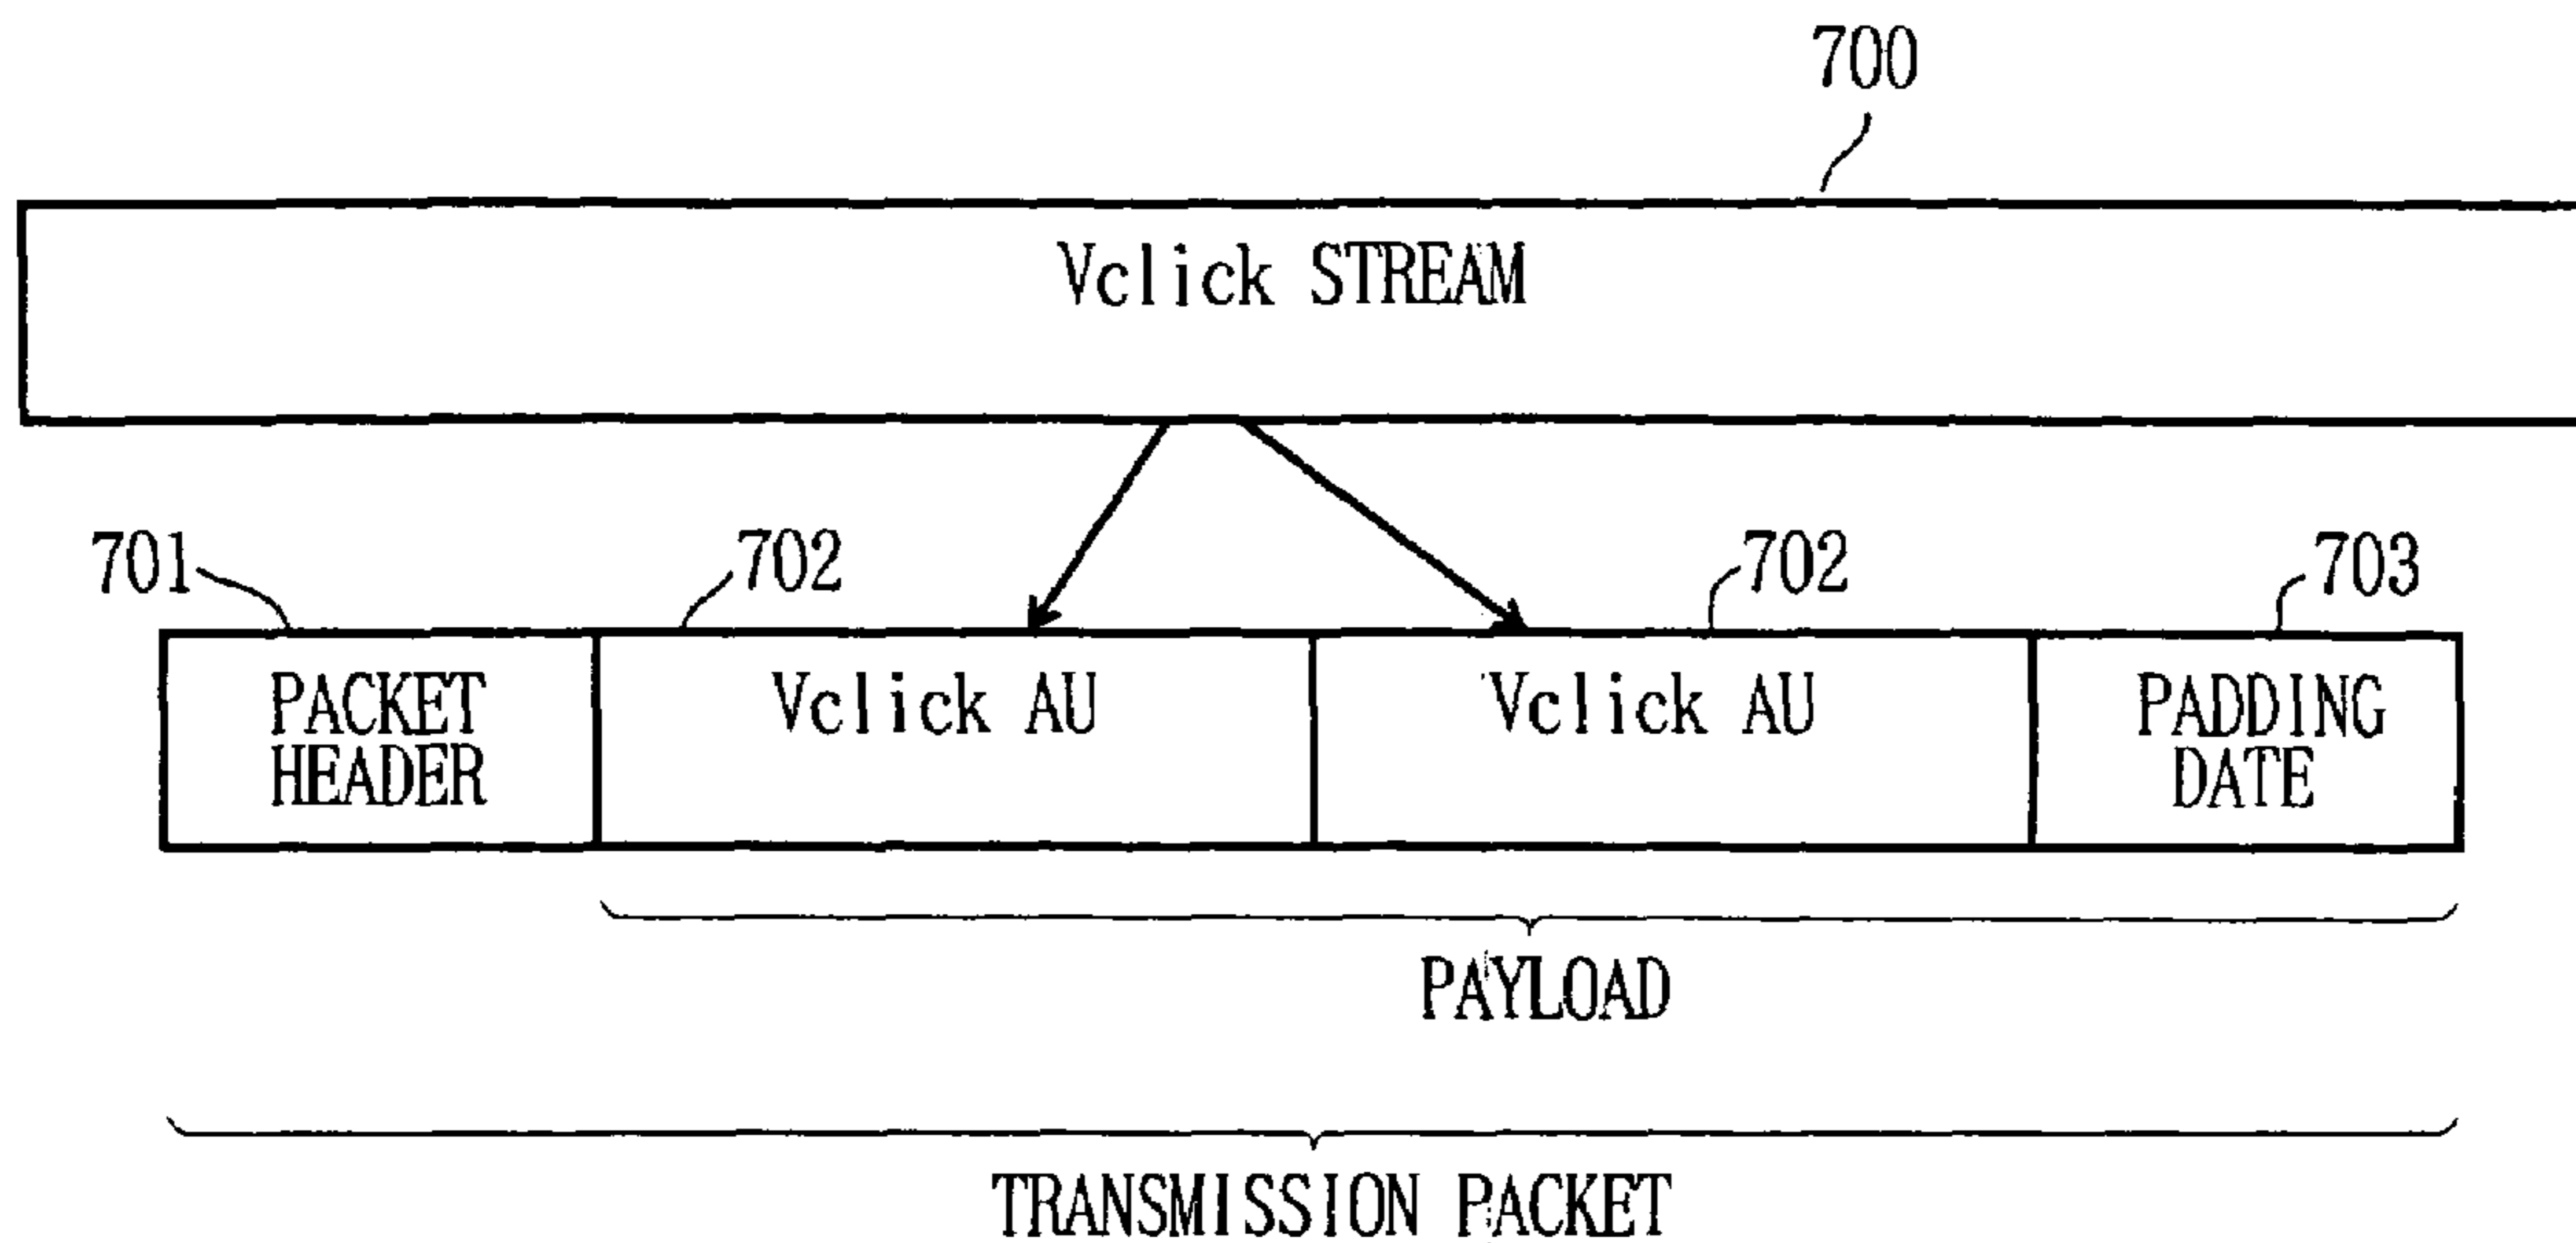 700
Vclick STREAM
701
702
702
703
PACKET
HEADER
Vclick AU
Vclick AU
PADDING
DATE
PAYLOAD
TRANSMISSION PACKET